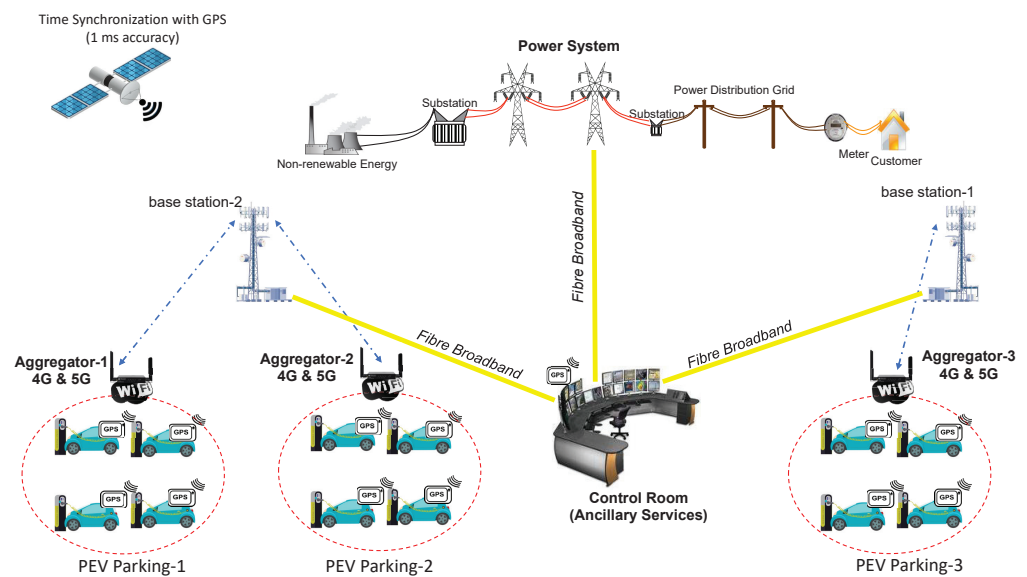 Time Synchronization with GPS
(1 ms accuracy)
Power System
Substation
Power Distribution Grid
Substation
Non-renewable Energy
Meter
Customer
base station-2
base station-1
Fibre Broadband
Fibre Broadband
Fibre Broadband
Aggregator-1
4G & 5G
WiFi
Aggregator-2
4G & 5G
WiFi
GPS
WiFi
Aggregator-3
4G & 5G
GPS
GPS
GPS
GPS
GPS
GPS
GPS
GPS
GPS
GPS
GPS
GPS
Control Room
(Ancillary Services)
PEV Parking-1
PEV Parking-2
PEV Parking-3